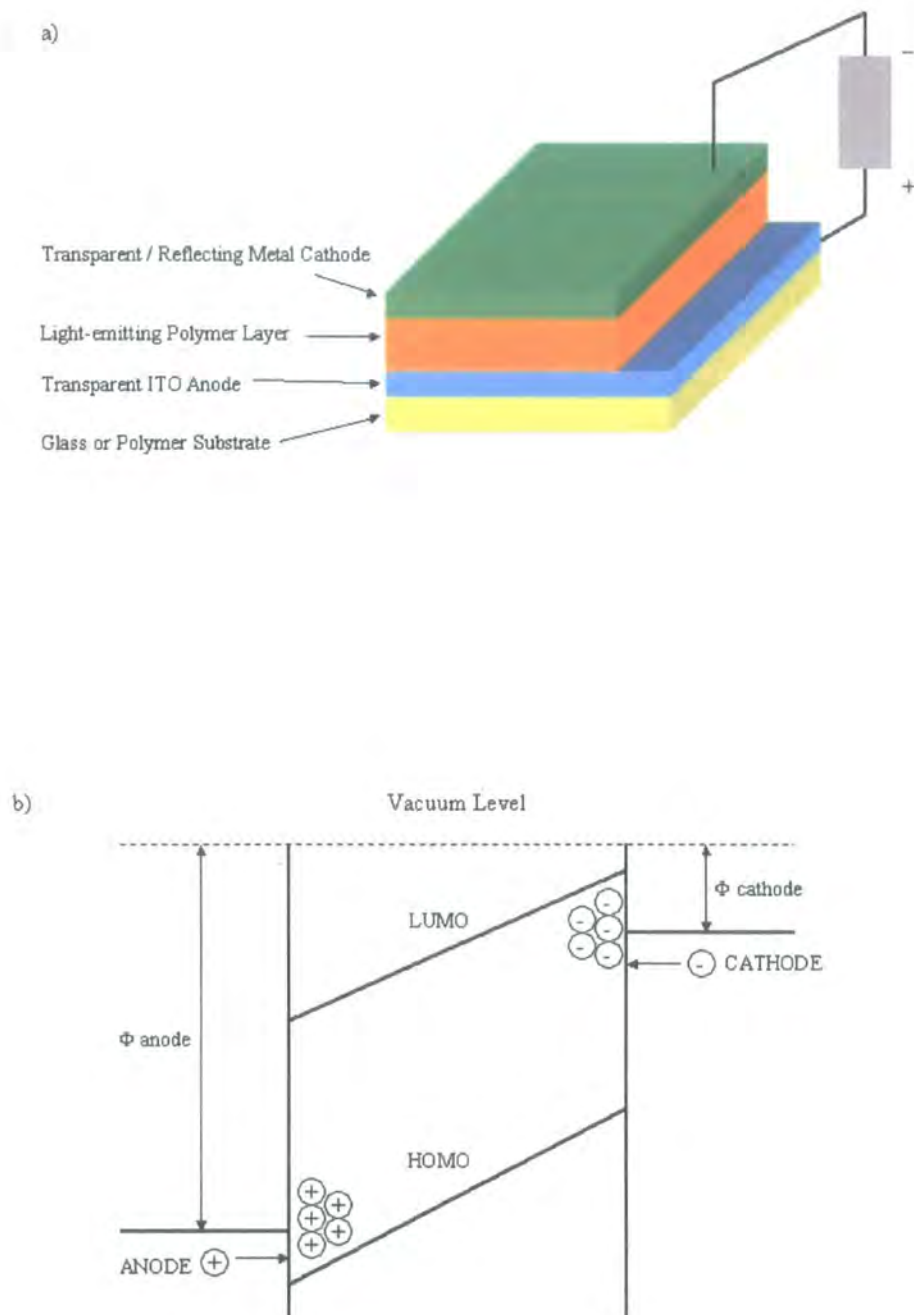 a)
-
+
Transparent / Reflecting Metal Cathode
Light-emitting Polymer Layer
Transparent ITO Anode
Glass or Polymer Substrate
b)
Vacuum Level
Φ cathode
LUMO
- - - - -
- CATHODE
Φ anode
HOMO
+ + + + +
ANODE +